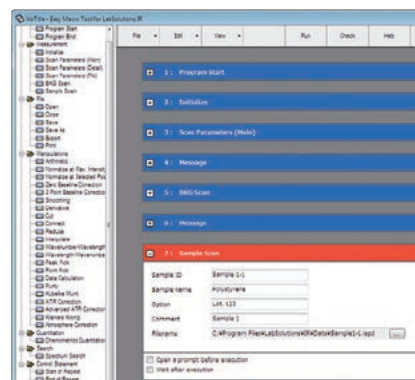 NoTitle - Easy Macro Tool for LabSolutions IR
Program Start
Program End
Measurement
Initialize
Scan Parameters (Main)
Scan Parameters (Detail)
Scan Parameters (File)
BKG Scan
Sample Scan
File
Open
Close
Save
Save As
Export
Print
Manipulations
Arithmetic
Normalize at Max. Intensit
Normalize at Selected Poi
Zero Baseline Correction
3 Point Baseline Correction
Smoothing
Derivative
Cut
Connect
Reduce
Interpolate
Wavenumber-Wavelength
Wavelength-Wavenumber
Peak Pick
Point Pick
Data Calculation
Purity
Kubelka Munk
ATR Correction
Advanced ATR Correction
Kramers Kronig
Atmosphere Correction
Quantitation
Chemometrics Quantitation
Search
Spectrum Search
Control Statement
Start of Repeat
File
Edit
View
Run
Check
Help
1 : Program Start
2 : Initialize
3 : Scan Parameters (Main)
4 : Message
5 : BKG Scan
6 : Message
7 : Sample Scan
Sample ID
Sample 1-1
Sample Name
Polystyrene
Option
Lot. 123
Comment
Sample 1
Filename
C:\Program Files\LabSolutions\IR\Data\Sample1-1.ispd
...
Open a prompt before execution
Wait after execution